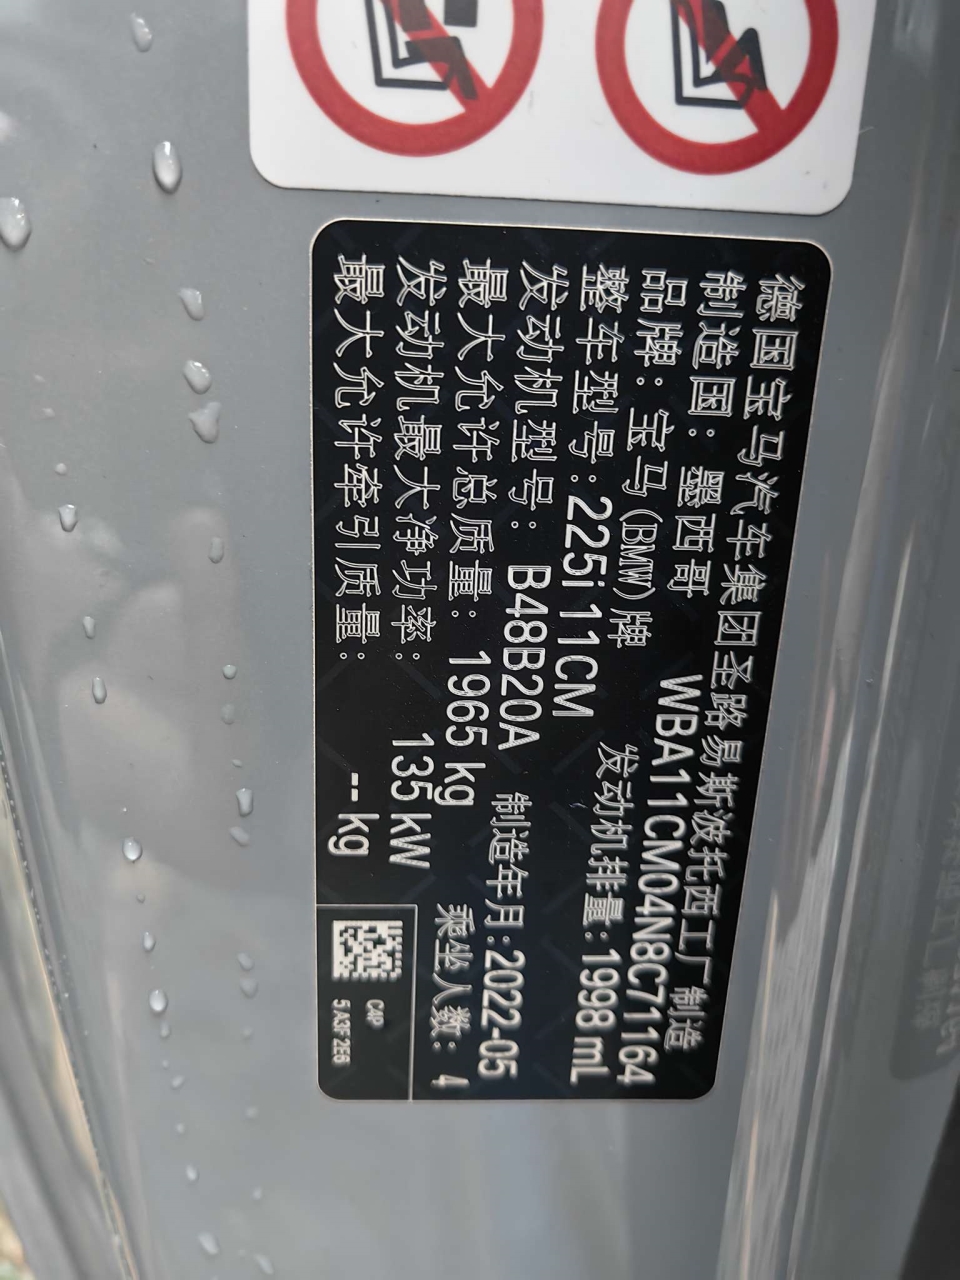 德国宝马汽车集团圣路易斯波托西工厂制造
制造国：墨西哥 WBA11CM04N8C71164
品牌：宝马(BMW)牌 发动机排量：1998 mL
整车型号：225i 11CM
发动机型号：B48B20A 制造年月：2022-05
最大允许总质量：1965 kg 乘坐人数：4
发动机最大净功率：135 kW
最大允许牵引质量：-- kg
C4P
5A3F2E6